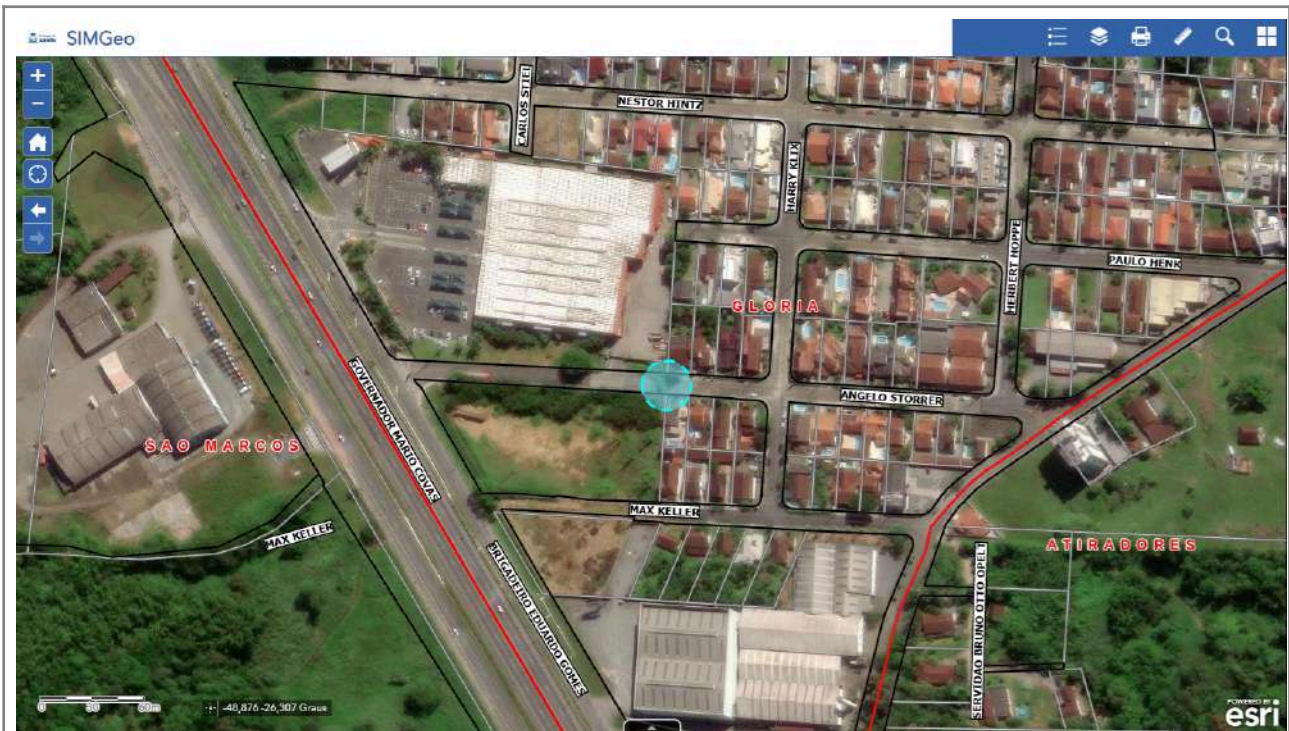 SIMGeo
NESTOR HINTZ
CARLOS STIEI
HARRY KLIX
HERBERT HOPPE
PAULO HENK
GLORIA
GOVERNADOR MARIO COVAS
ANGELO STORRER
SAO MARCOS
MAX KELLER
MAX KELLER
ATIRADORES
BRIGADEIRO EDUARDO GOMES
SERVIDAO BRUNO OTTO OPELT
0 30 60m
-48,876 -26,307 Graus
POWERED BY
esri